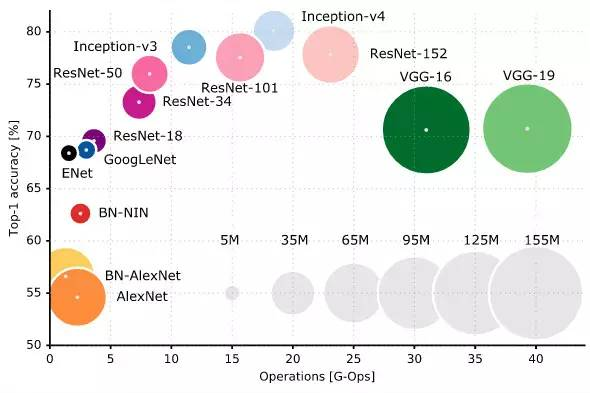 80
Inception-v4
Inception-v3
ResNet-152
75
ResNet-50
VGG-16
VGG-19
ResNet-101
ResNet-34
70
ResNet-18
GoogLeNet
ENet
65
BN-NIN
60
5M 35M 65M 95M 125M 155M
BN-AlexNet
55
AlexNet
50
0 5 10 15 20 25 30 35 40
Top-1 accuracy [%]
Operations [G-Ops]